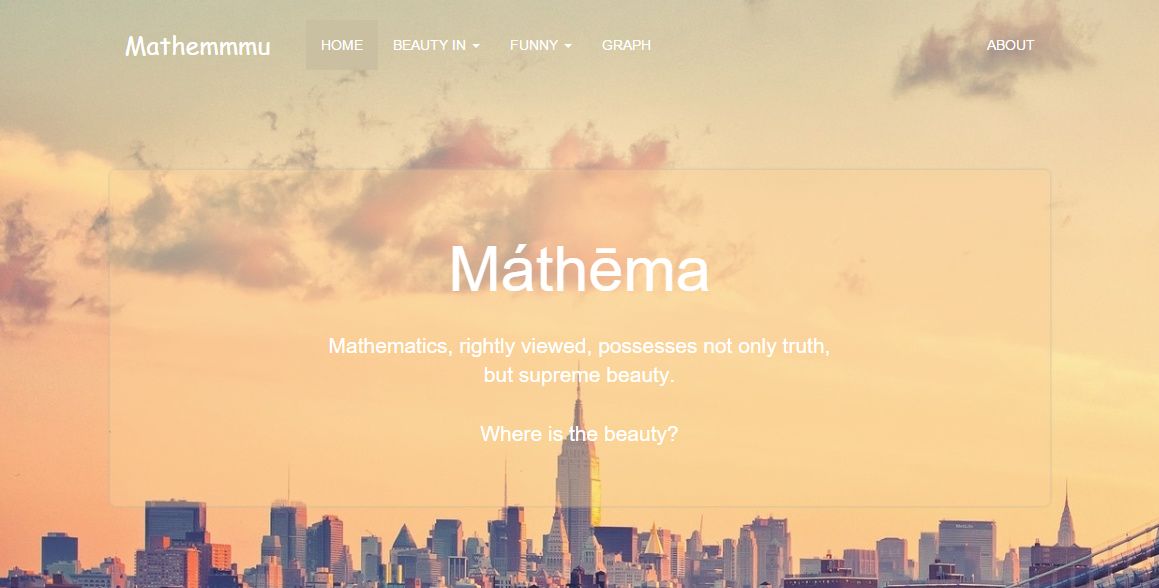 Mathemmmu
HOME
BEAUTY IN
FUNNY
GRAPH
ABOUT
Máthēma
Mathematics, rightly viewed, possesses not only truth,
but supreme beauty.
Where is the beauty?
MetLife